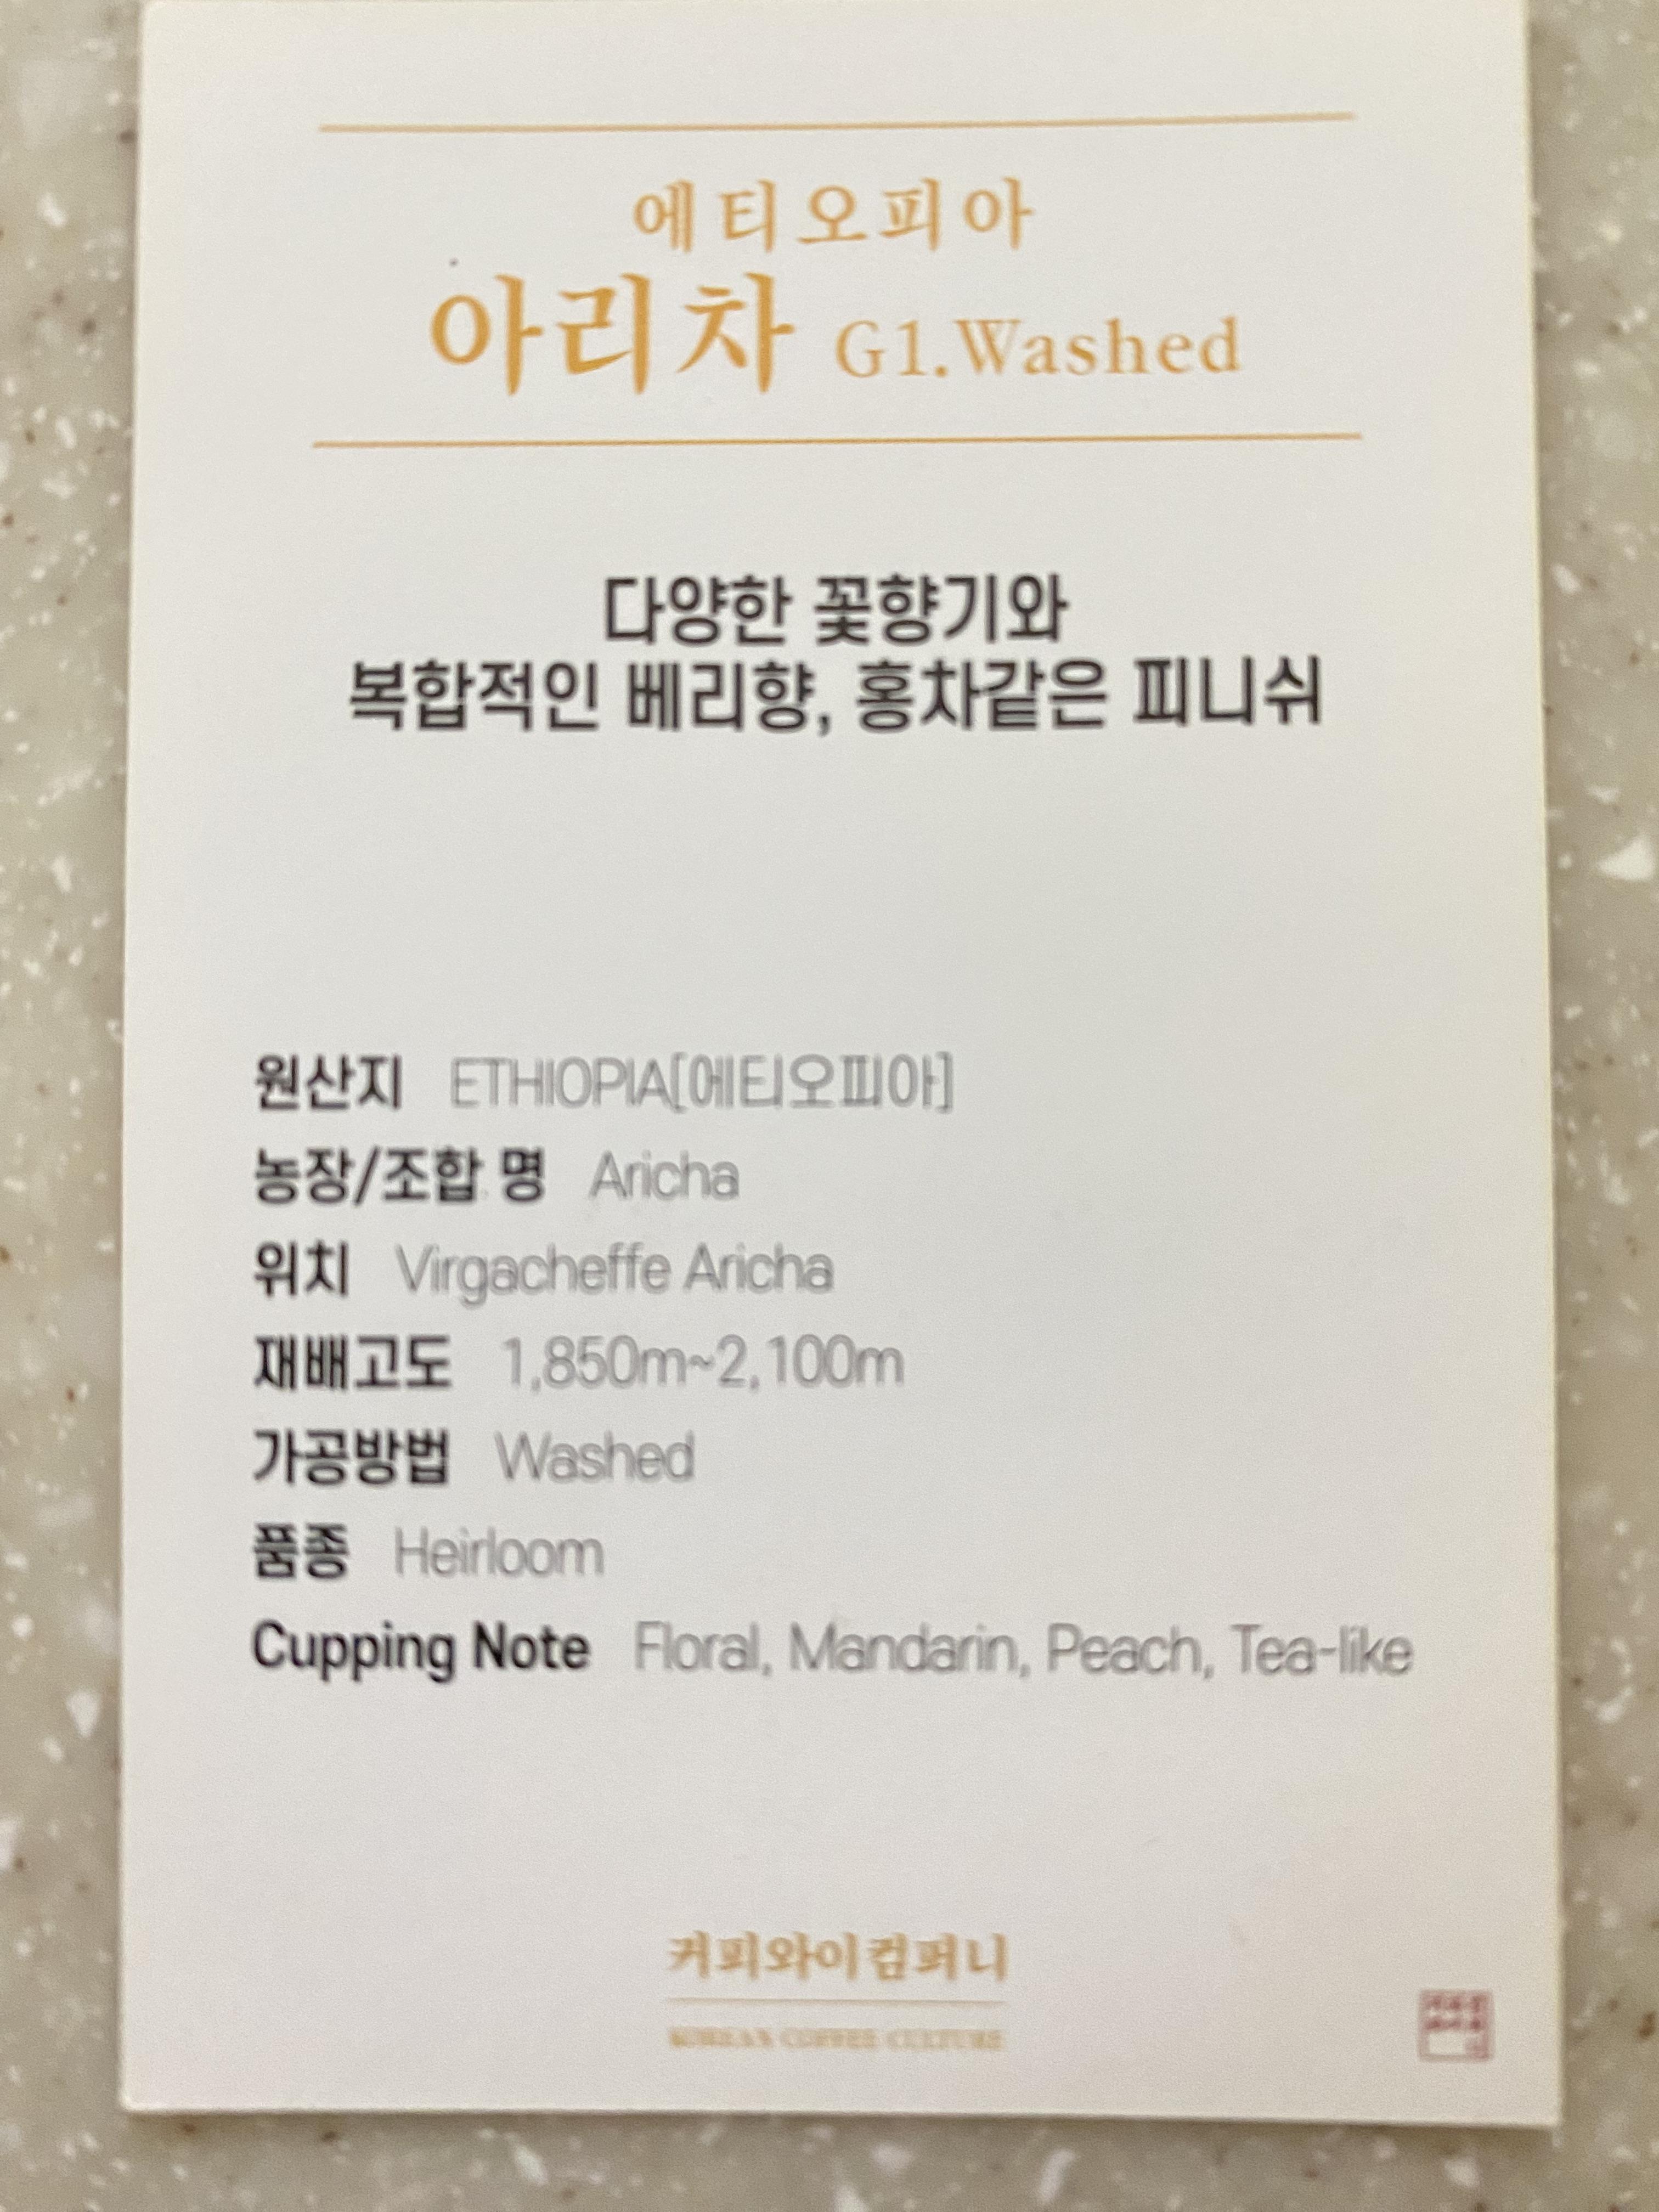 에티오피아
아리차 G1.Washed
다양한 꽃향기와
복합적인 베리향, 홍차같은 피니쉬
원산지 ETHIOPIA[에티오피아]
농장/조합 명 Aricha
위치 Virgacheffe Aricha
재배고도 1,850m~2,100m
가공방법 Washed
품종 Heirloom
Cupping Note Floral, Mandarin, Peach, Tea-like
커피와이컴퍼니
KOREAN COFFEE CULTURE